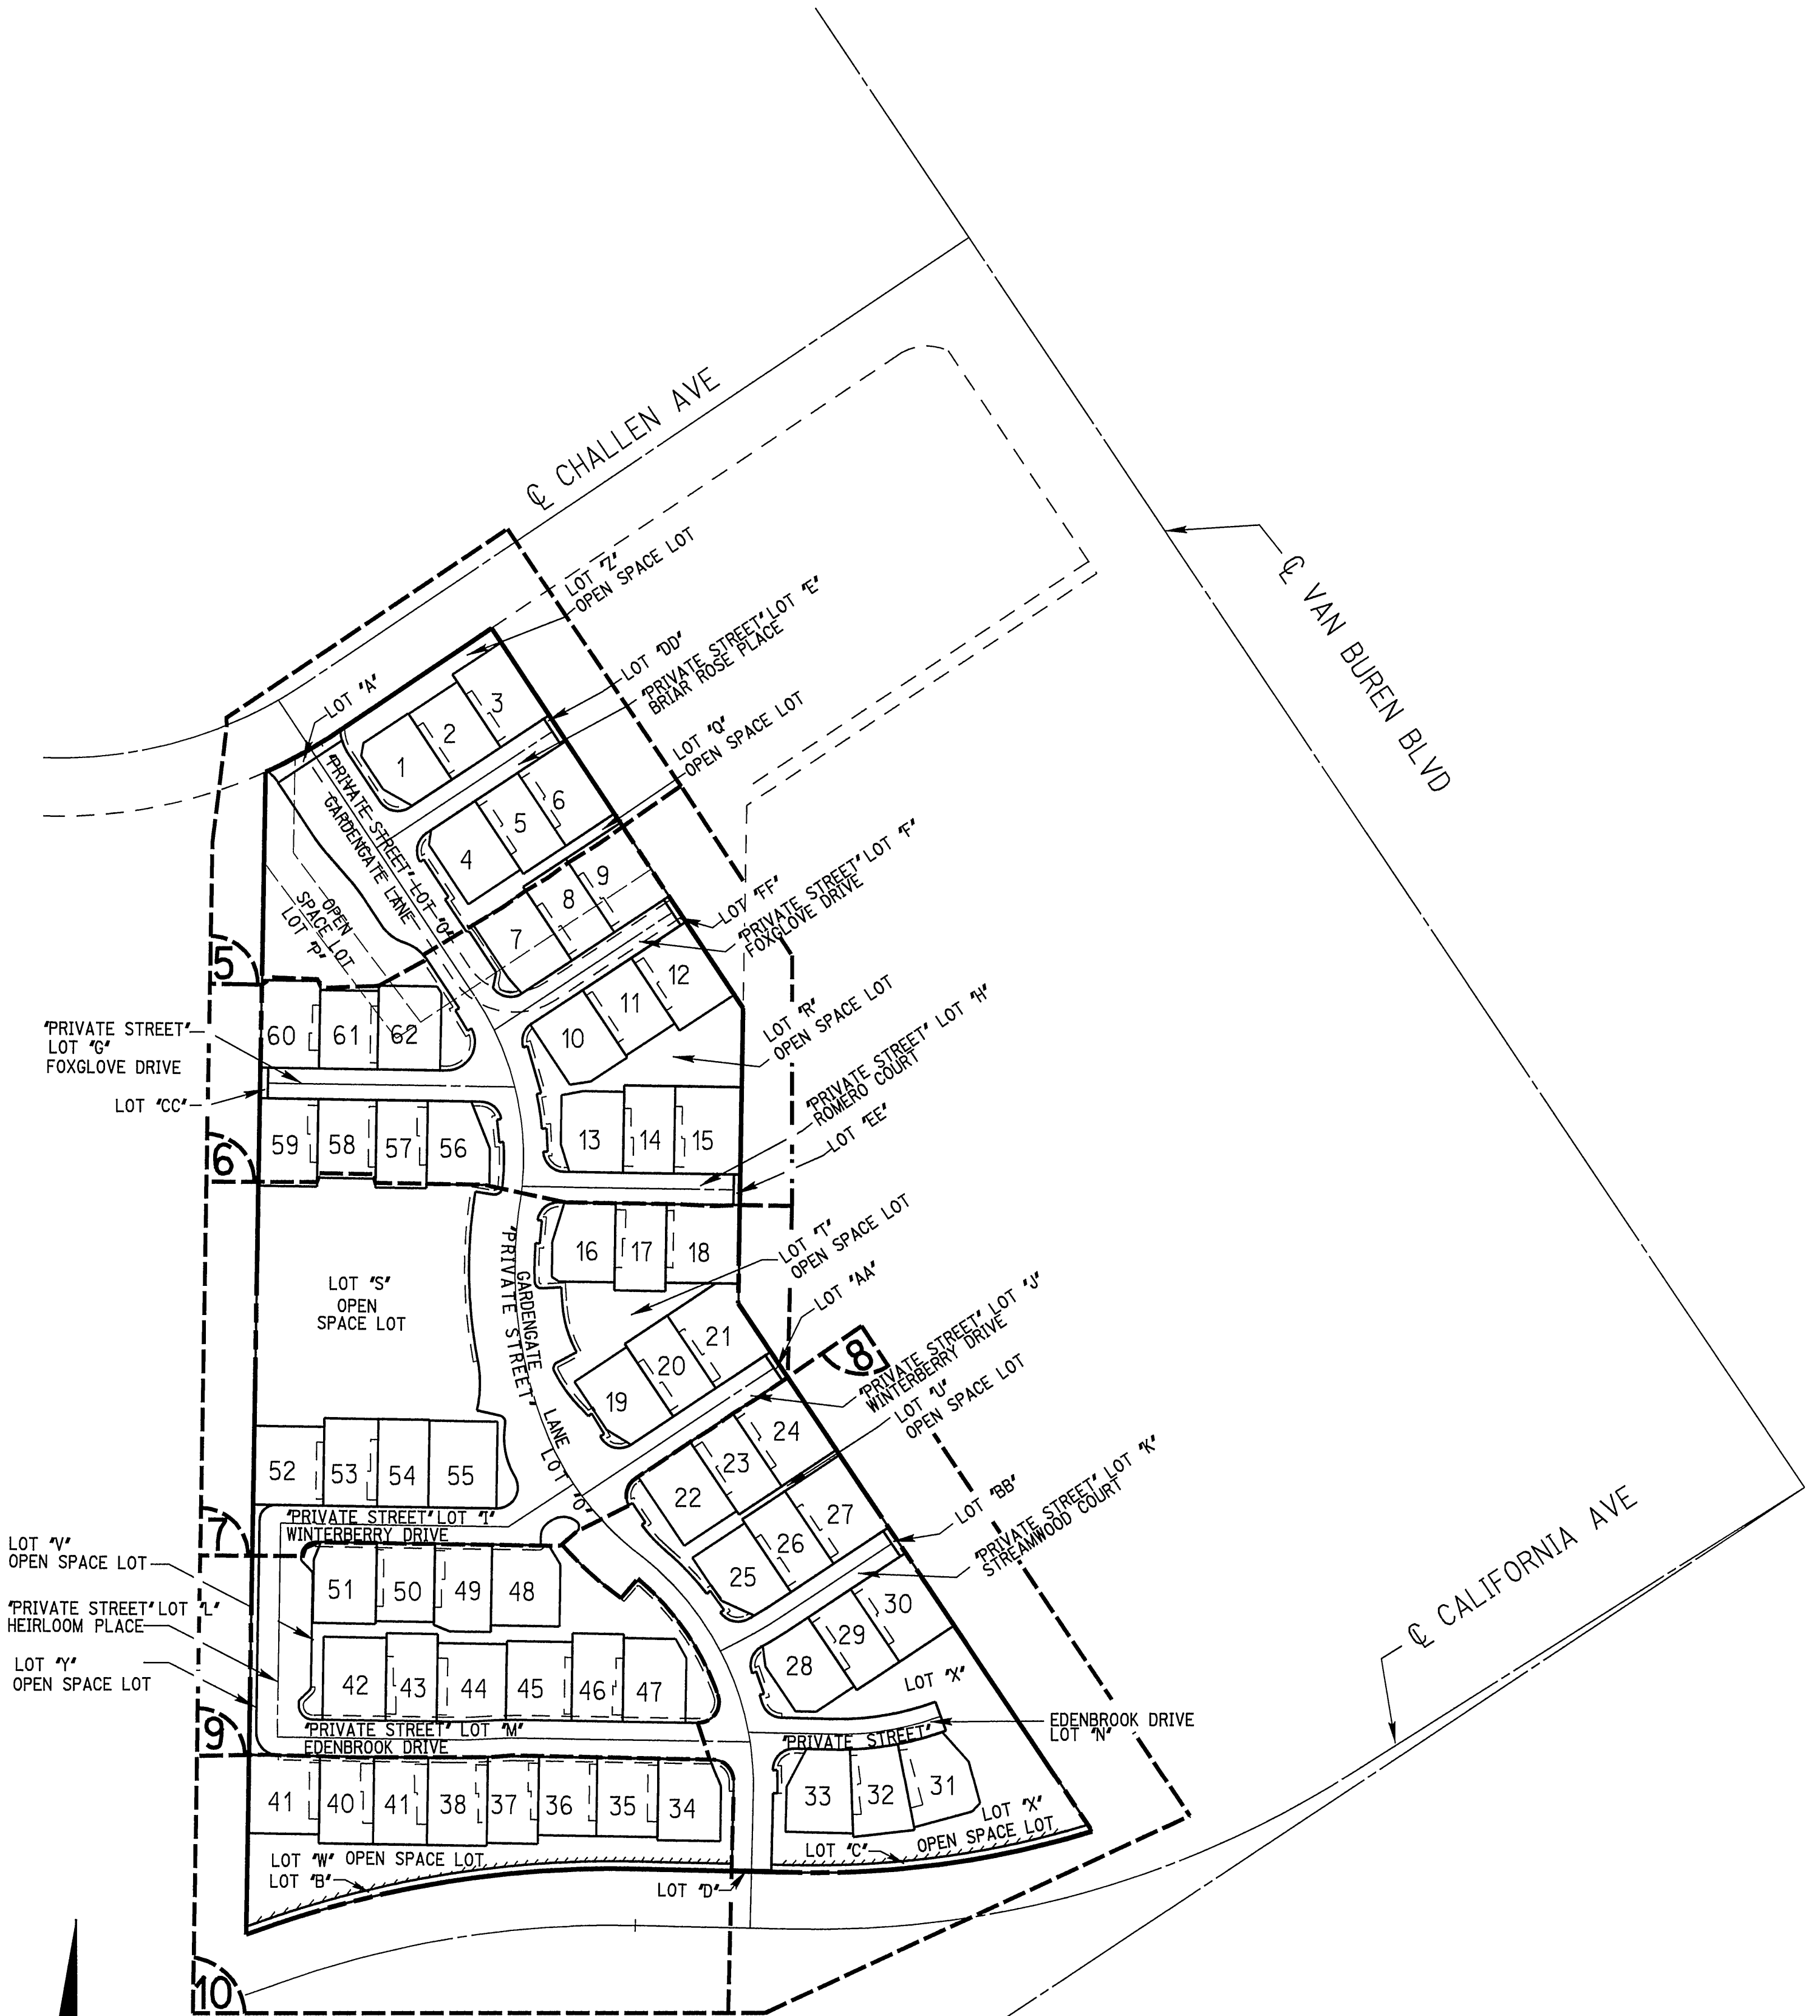 ℄ CHALLEN AVE
℄ VAN BUREN BLVD
LOT "Z"
OPEN SPACE LOT
LOT "DD"
"PRIVATE STREET" LOT "E"
BRIAR ROSE PLACE
LOT "A"
LOT "Q"
OPEN SPACE LOT
3
2
1
"PRIVATE STREET" LOT "O"
GARDENGATE LANE
6
5
4
LOT "FF"
"PRIVATE STREET" LOT "F"
FOXGLOVE DRIVE
9
8
7
OPEN
SPACE LOT
LOT "P"
5
12
11
10
LOT "R"
OPEN SPACE LOT
60
61
62
"PRIVATE STREET"
LOT "G"
FOXGLOVE DRIVE
LOT "CC"
"PRIVATE STREET" LOT "H"
ROMERO COURT
LOT "EE"
59
58
57
56
13
14
15
6
16
17
18
LOT "T"
OPEN SPACE LOT
LOT "AA"
LOT "S"
OPEN
SPACE LOT
GARDENGATE LANE LOT "O"
"PRIVATE STREET"
21
20
19
8
"PRIVATE STREET" LOT "J"
WINTERBERRY DRIVE
LOT "U"
OPEN SPACE LOT
24
23
22
52
53
54
55
LOT "BB"
"PRIVATE STREET" LOT "K"
STREAMWOOD COURT
27
26
25
"PRIVATE STREET" LOT "I"
WINTERBERRY DRIVE
7
LOT "V"
OPEN SPACE LOT
51
50
49
48
"PRIVATE STREET" LOT "L"
HEIRLOOM PLACE
30
29
28
℄ CALIFORNIA AVE
LOT "Y"
OPEN SPACE LOT
42
43
44
45
46
47
LOT "X"
9
"PRIVATE STREET" LOT "M"
EDENBROOK DRIVE
"PRIVATE STREET"
EDENBROOK DRIVE
LOT "N"
41
40
41
38
37
36
35
34
33
32
31
LOT "X"
OPEN SPACE LOT
LOT "C"
LOT "W" OPEN SPACE LOT
LOT "B"
LOT "D"
10